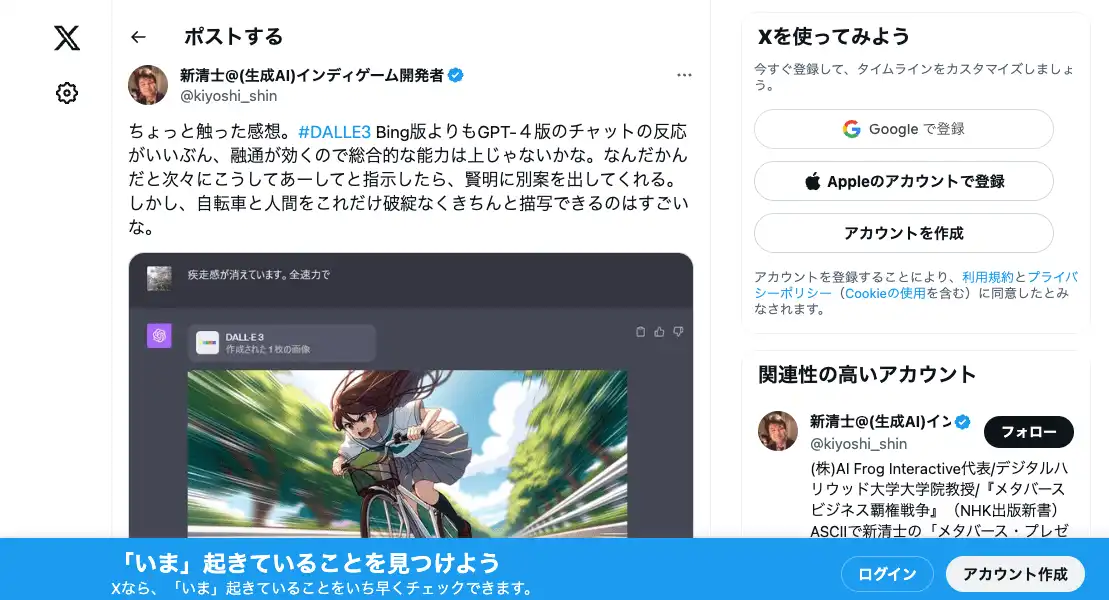 ポストする
新清士@(生成AI)インディゲーム開発者
@kiyoshi_shin
ちょっと触った感想。#DALLE3 Bing版よりもGPT-４版のチャットの反応
がいいぶん、融通が効くので総合的な能力は上じゃないかな。なんだかん
だと次々にこうしてあーしてと指示したら、賢明に別案を出してくれる。
しかし、自転車と人間をこれだけ破綻なくきちんと描写できるのはすごい
な。
疾走感が消えています。全速力で
DALL·E 3
作成された1枚の画像
Xを使ってみよう
今すぐ登録して、タイムラインをカスタマイズしましょ
う。
Google で登録
Appleのアカウントで登録
アカウントを作成
アカウントを登録することにより、利用規約とプライバ
シーポリシー（Cookieの使用を含む）に同意したとみ
なされます。
関連性の高いアカウント
新清士@(生成AI)イン
@kiyoshi_shin
フォロー
(株)AI Frog Interactive代表/デジタルハ
リウッド大学大学院教授/『メタバース
ビジネス覇権戦争』（NHK出版新書）
ASCIIで新清士の「メタバース・プレゼ
「いま」起きていることを見つけよう
Xなら、「いま」起きていることをいち早くチェックできます。
ログイン
アカウント作成